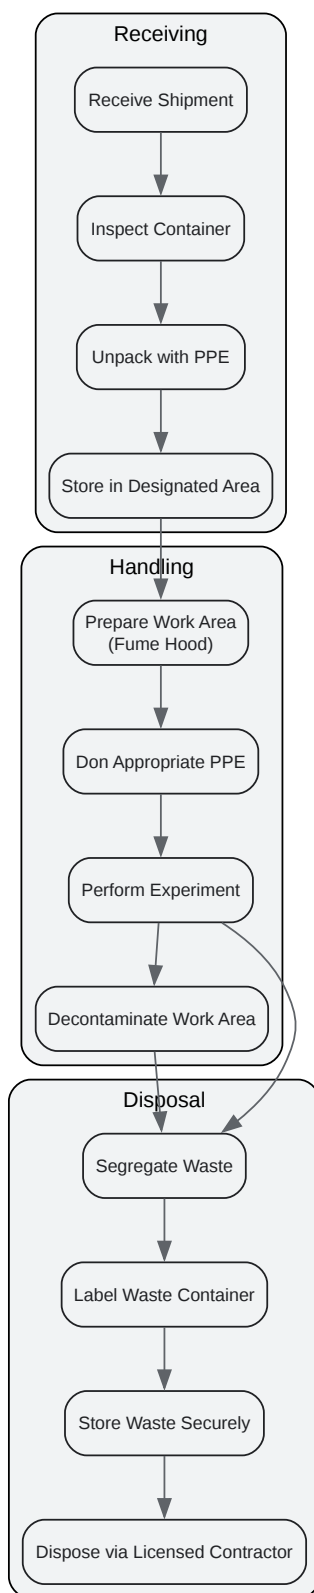 Receiving
Receive Shipment
Inspect Container
Unpack with PPE
Store in Designated Area
Handling
Prepare Work Area
(Fume Hood)
Don Appropriate PPE
Perform Experiment
Decontaminate Work Area
Disposal
Segregate Waste
Label Waste Container
Store Waste Securely
Dispose via Licensed Contractor